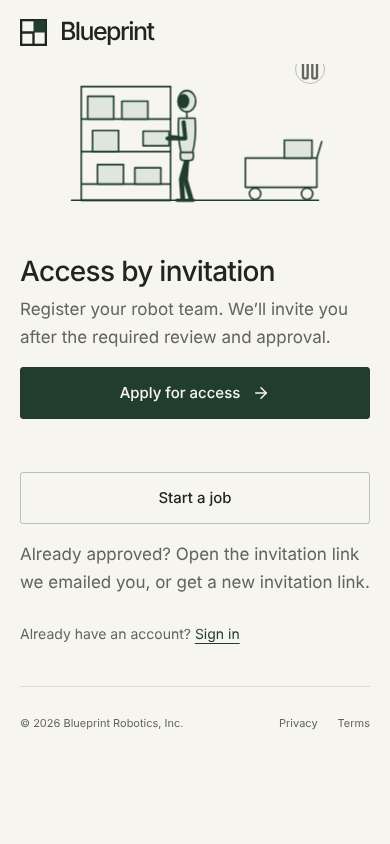 Blueprint
Access by invitation
Register your robot team. We’ll invite you
after the required review and approval.
Apply for access →
Start a job
Already approved? Open the invitation link
we emailed you, or get a new invitation link.
Already have an account? Sign in
© 2026 Blueprint Robotics, Inc.
Privacy
Terms